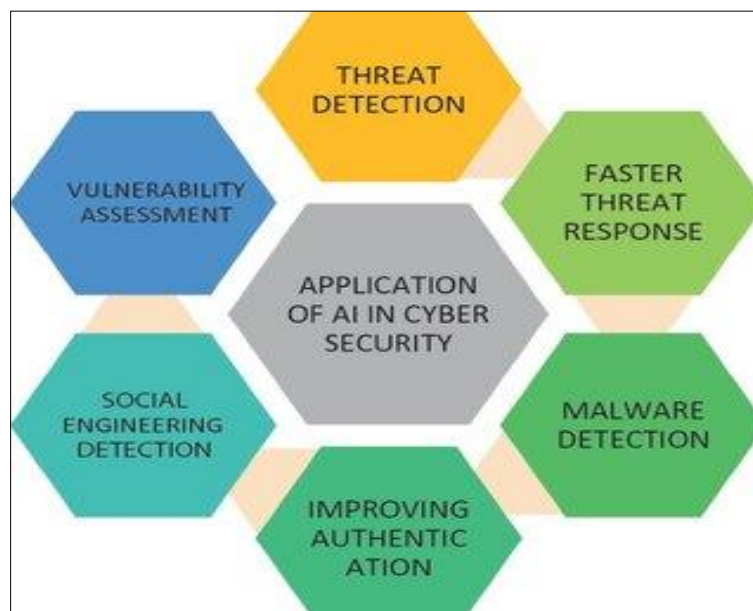 THREAT
DETECTION
FASTER
THREAT
RESPONSE
MALWARE
DETECTION
IMPROVING
AUTHENTIC
ATION
SOCIAL
ENGINEERING
DETECTION
VULNERABILITY
ASSESSMENT
APPLICATION
OF AI IN CYBER
SECURITY